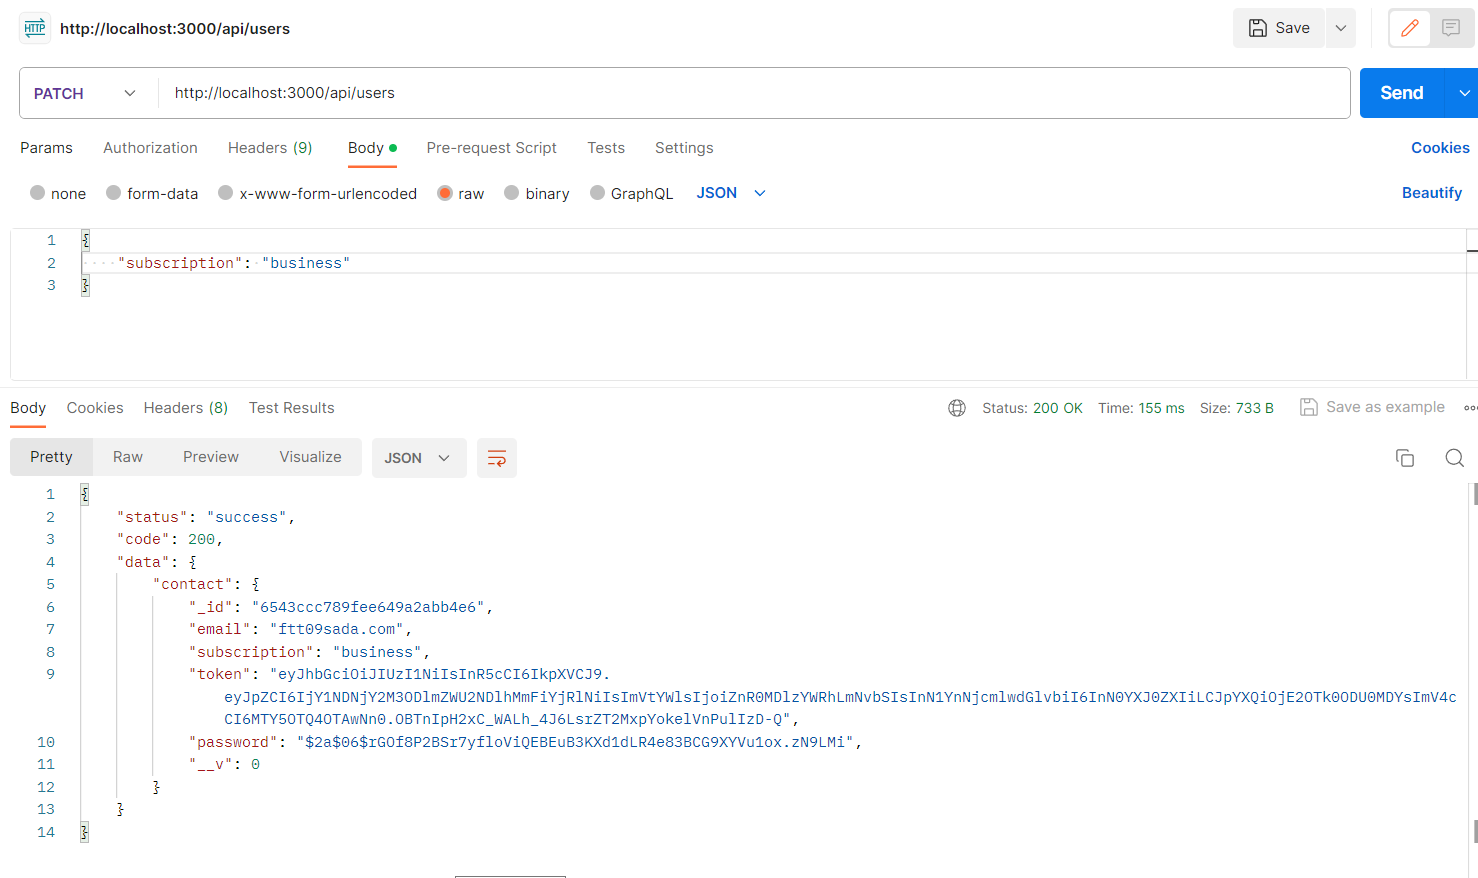 HTTP http://localhost:3000/api/users Save
PATCH http://localhost:3000/api/users Send
Params Authorization Headers (9) Body Pre-request Script Tests Settings Cookies
none form-data x-www-form-urlencoded raw binary GraphQL JSON Beautify
1 {
2 "subscription": "business"
3 }
Body Cookies Headers (8) Test Results Status: 200 OK Time: 155 ms Size: 733 B Save as example
Pretty Raw Preview Visualize JSON
1 {
2 "status": "success",
3 "code": 200,
4 "data": {
5 "contact": {
6 "_id": "6543ccc789fee649a2abb4e6",
7 "email": "ftt09sada.com",
8 "subscription": "business",
9 "token": "eyJhbGciOiJIUzI1NiIsInR5cCI6IkpXVCJ9.
eyJpZCI6IjY1NDNjY2M3ODlmZWU2NDlhMmFiYjRlNiIsImVtYWlsIjoiZnR0MDlzYWRhLmNvbSIsInN1YnNjcmlwdGlvbiI6InN0YXJ0ZXIiLCJpYXQiOjE2OTk0ODU0MDYsImV4c
CI6MTY5OTQ4OTAwNn0.OBTnIpH2xC_WALh_4J6LsrZT2MxpYokelVnPulIzD-Q",
10 "password": "$2a$06$rGOf8P2BSr7yfloViQEBEuB3KXd1dLR4e83BCG9XYVu1ox.zN9LMi",
11 "__v": 0
12 }
13 }
14 }